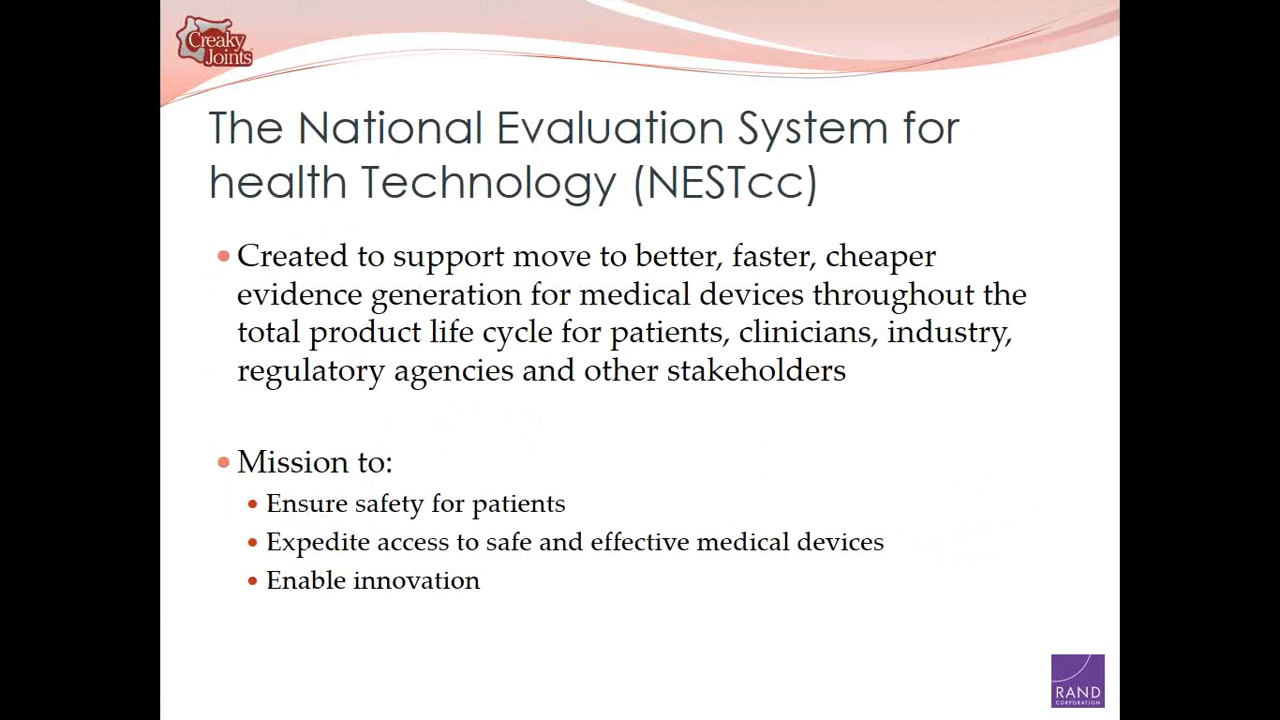 Creaky
Joints
The National Evaluation System for
health Technology (NESTcc)
• Created to support move to better, faster, cheaper
evidence generation for medical devices throughout the
total product life cycle for patients, clinicians, industry,
regulatory agencies and other stakeholders
• Mission to:
• Ensure safety for patients
• Expedite access to safe and effective medical devices
• Enable innovation
RAND
CORPORATION